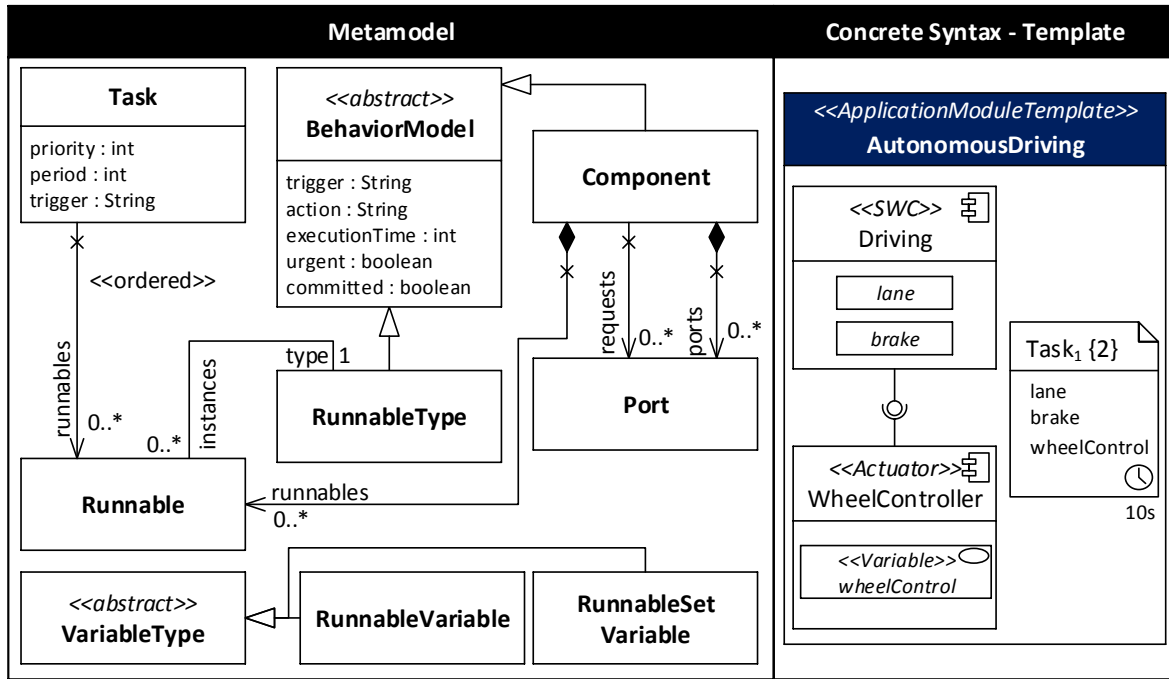 Metamodel
Concrete Syntax - Template
Task
priority : int
period : int
trigger : String
<<ordered>>
runnables
0..*
<<abstract>>
BehaviorModel
trigger : String
action : String
executionTime : int
urgent : boolean
committed : boolean
Component
requests
0..*
ports
0..*
type 1
instances
0..*
RunnableType
Port
Runnable
runnables
0..*
<<abstract>>
VariableType
RunnableVariable
RunnableSet
Variable
<<ApplicationModuleTemplate>>
AutonomousDriving
<<SWC>>
Driving
lane
brake
Task₁ {2}
lane
brake
wheelControl
10s
<<Actuator>>
WheelController
<<Variable>>
wheelControl